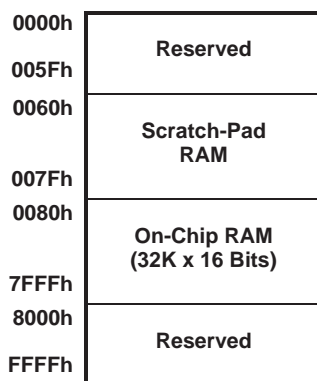 0000h
Reserved
005Fh
0060h
Scratch-Pad
RAM
007Fh
0080h
On-Chip RAM
(32K x 16 Bits)
7FFFh
8000h
Reserved
FFFFh